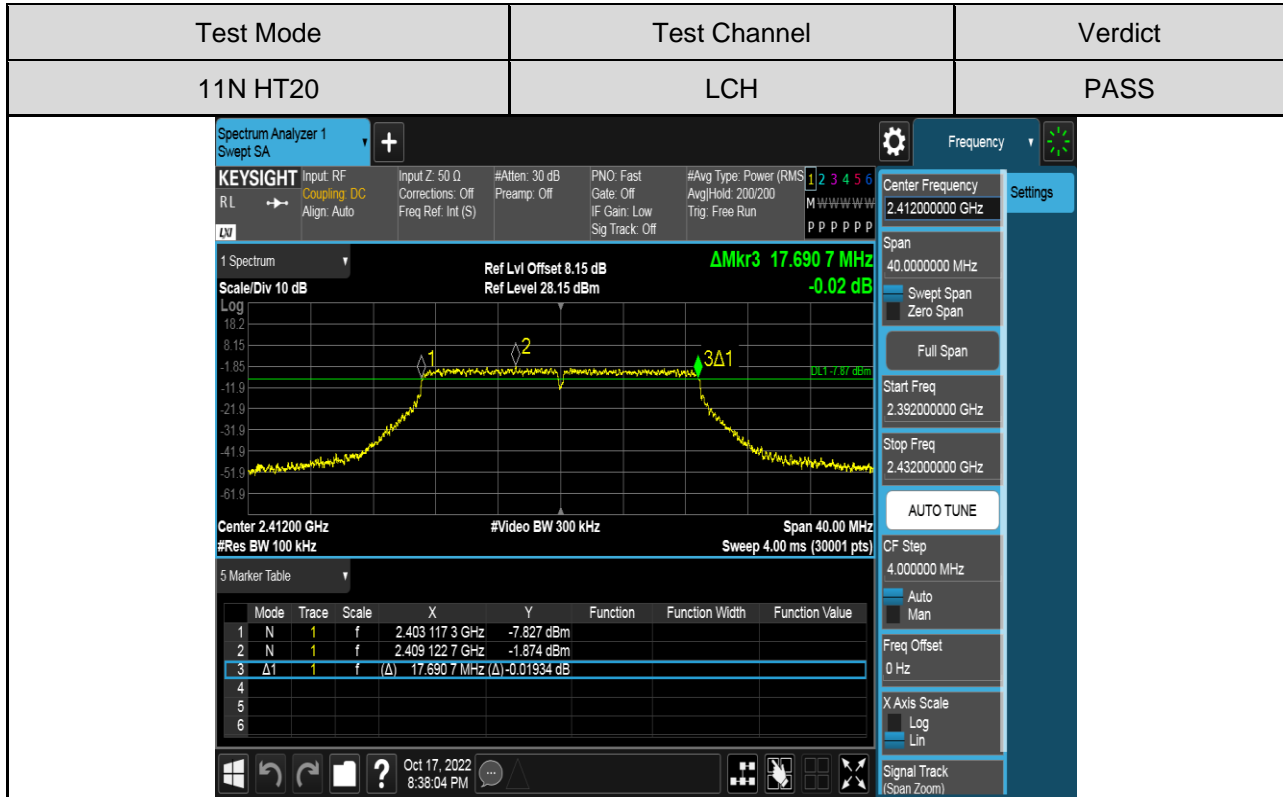 Test Mode Test Channel Verdict
11N HT20 LCH PASS
Spectrum Analyzer 1
Swept SA
+
Frequency
KEYSIGHT Input: RF Input Z: 50 Ω #Atten: 30 dB PNO: Fast #Avg Type: Power (RMS 1 2 3 4 5 6
RL Coupling: DC Corrections: Off Preamp: Off Gate: Off Avg|Hold: 200/200 M W W W W W
Align: Auto Freq Ref: Int (S) IF Gain: Low Trig: Free Run
LXI Sig Track: Off P P P P P P
1 Spectrum
Ref Lvl Offset 8.15 dB ΔMkr3 17.690 7 MHz
Scale/Div 10 dB Ref Level 28.15 dBm -0.02 dB
Log
18.2
8.15
-1.85
-11.9
-21.9
-31.9
-41.9
-51.9
-61.9
1 2 3Δ1
DL1 -7.87 dBm
Center 2.41200 GHz #Video BW 300 kHz Span 40.00 MHz
#Res BW 100 kHz Sweep 4.00 ms (30001 pts)
5 Marker Table
Mode Trace Scale X Y Function Function Width Function Value
1 N 1 f 2.403 117 3 GHz -7.827 dBm
2 N 1 f 2.409 122 7 GHz -1.874 dBm
3 Δ1 1 f (Δ) 17.690 7 MHz (Δ) -0.01934 dB
4
5
6
?
Oct 17, 2022
8:38:04 PM
Center Frequency
2.412000000 GHz
Settings
Span
40.0000000 MHz
Swept Span
Zero Span
Full Span
Start Freq
2.392000000 GHz
Stop Freq
2.432000000 GHz
AUTO TUNE
CF Step
4.000000 MHz
Auto
Man
Freq Offset
0 Hz
X Axis Scale
Log
Lin
Signal Track
(Span Zoom)